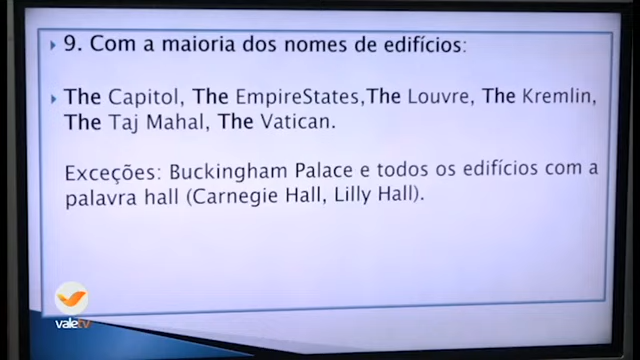 9. Com a maioria dos nomes de edifícios:
The Capitol, The EmpireStates,The Louvre, The Kremlin,
The Taj Mahal, The Vatican.
Exceções: Buckingham Palace e todos os edifícios com a
palavra hall (Carnegie Hall, Lilly Hall).
valetv